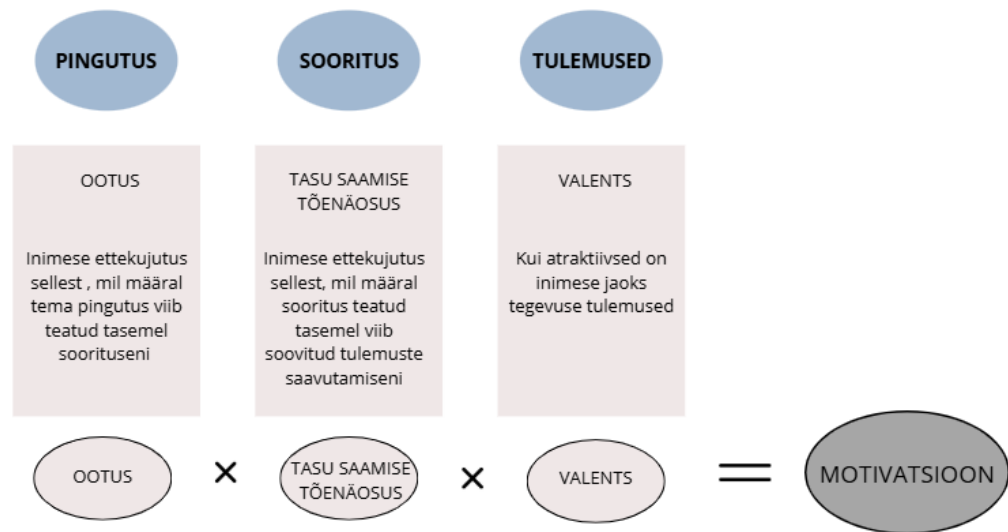 PINGUTUS
SOORITUS
TULEMUSED
OOTUS
Inimese ettekujutus
sellest , mil määral
tema pingutus viib
teatud tasemel
soorituseni
TASU SAAMISE
TÕENÄOSUS
Inimese ettekujutus
sellest, mil määral
sooritus teatud
tasemel viib
soovitud tulemuste
saavutamiseni
VALENTS
Kui atraktiivsed on
inimese jaoks
tegevuse tulemused
OOTUS
×
TASU SAAMISE
TÕENÄOSUS
×
VALENTS
=
MOTIVATSIOON